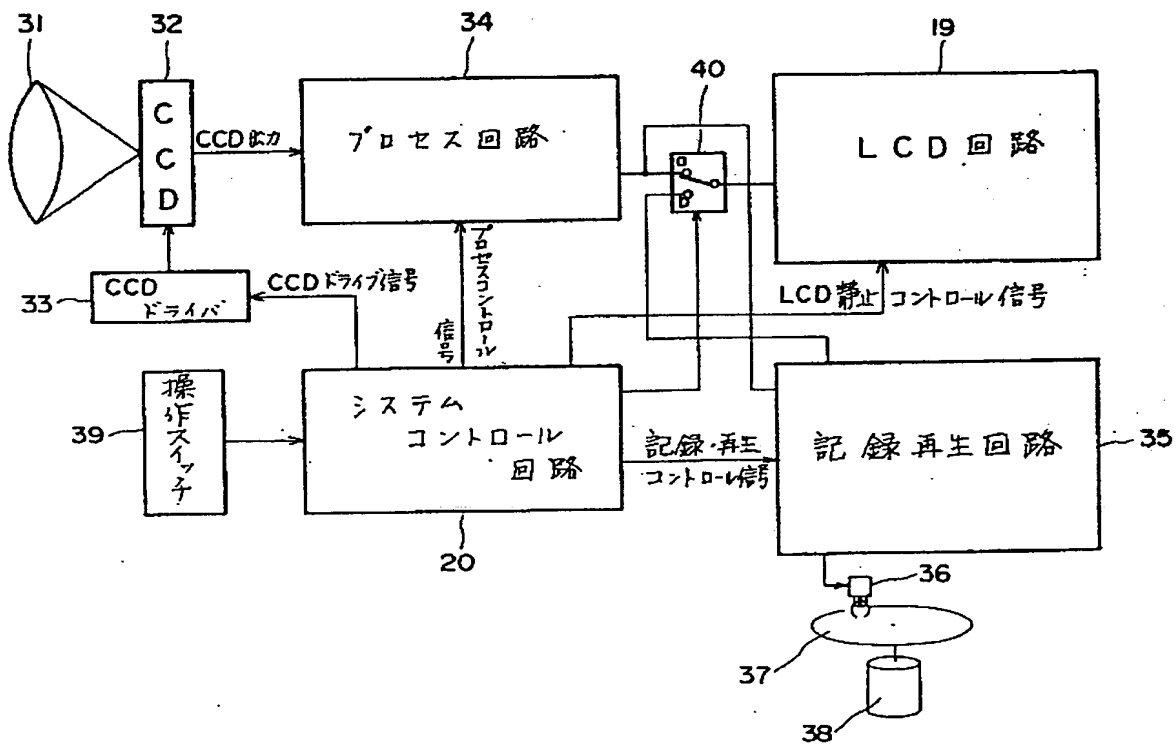 31
32
34
40
19
C
C
D
CCD出力
プロセス回路
a
b
LCD回路
33
CCD
ドライバ
CCDドライブ信号
プロセスコントロール
信号
LCD静止コントロール信号
39
操作スイッチ
システム
コントロール
回路
20
記録・再生
コントロール信号
記録再生回路
35
36
37
38